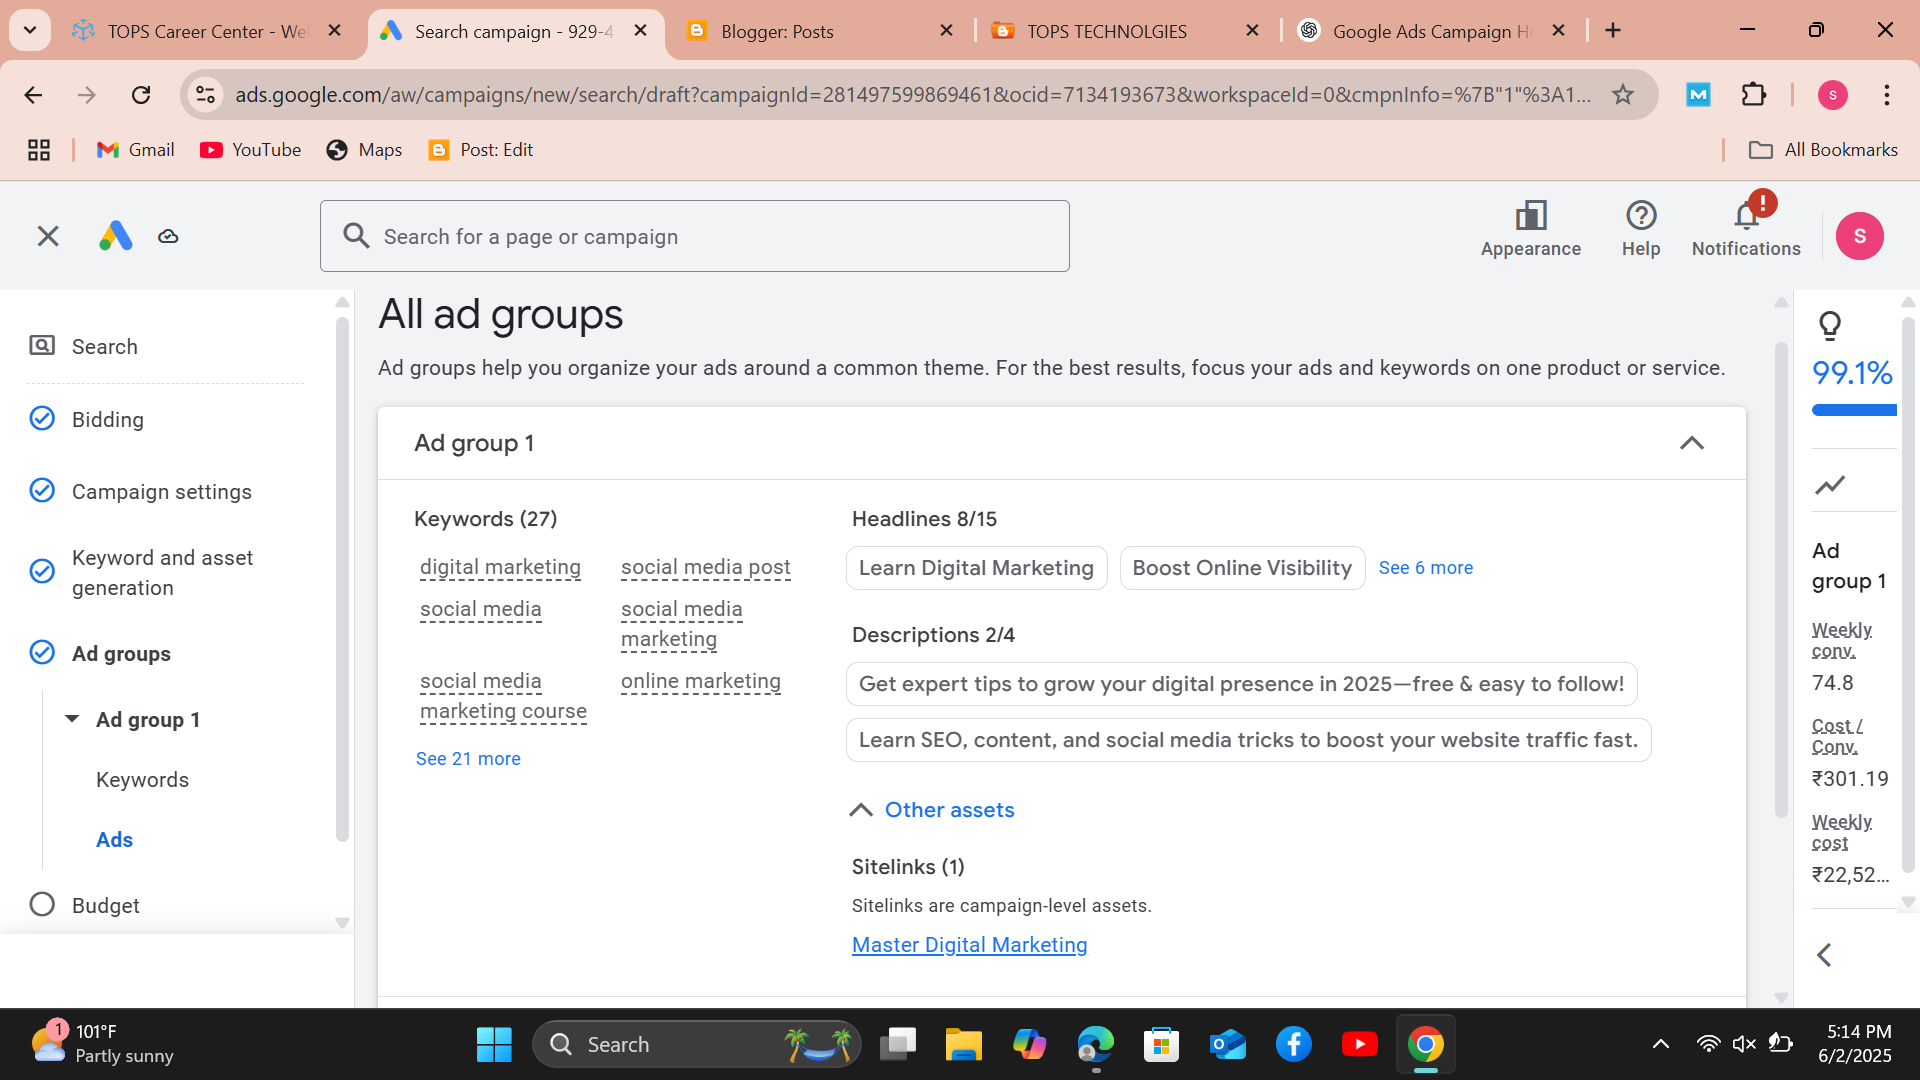 TOPS Career Center - Wel
Search campaign - 929-4
Blogger: Posts
TOPS TECHNOLGIES
Google Ads Campaign He
ads.google.com/aw/campaigns/new/search/draft?campaignId=281497599869461&ocid=7134193673&workspaceId=0&cmpnInfo=%7B"1"%3A1...
M
s
Gmail
YouTube
Maps
Post: Edit
All Bookmarks
Search for a page or campaign
Appearance
Help
!
Notifications
S
Search
Bidding
Campaign settings
Keyword and asset
generation
Ad groups
Ad group 1
Keywords
Ads
Budget
All ad groups
Ad groups help you organize your ads around a common theme. For the best results, focus your ads and keywords on one product or service.
Ad group 1
Keywords (27)
digital marketing
social media post
social media
social media
marketing
social media
marketing course
online marketing
See 21 more
Headlines 8/15
Learn Digital Marketing
Boost Online Visibility
See 6 more
Descriptions 2/4
Get expert tips to grow your digital presence in 2025—free & easy to follow!
Learn SEO, content, and social media tricks to boost your website traffic fast.
Other assets
Sitelinks (1)
Sitelinks are campaign-level assets.
Master Digital Marketing
99.1%
Ad
group 1
Weekly
conv.
74.8
Cost /
Conv.
₹301.19
Weekly
cost
₹22,52...
1
101°F
Partly sunny
Search
5:14 PM
6/2/2025